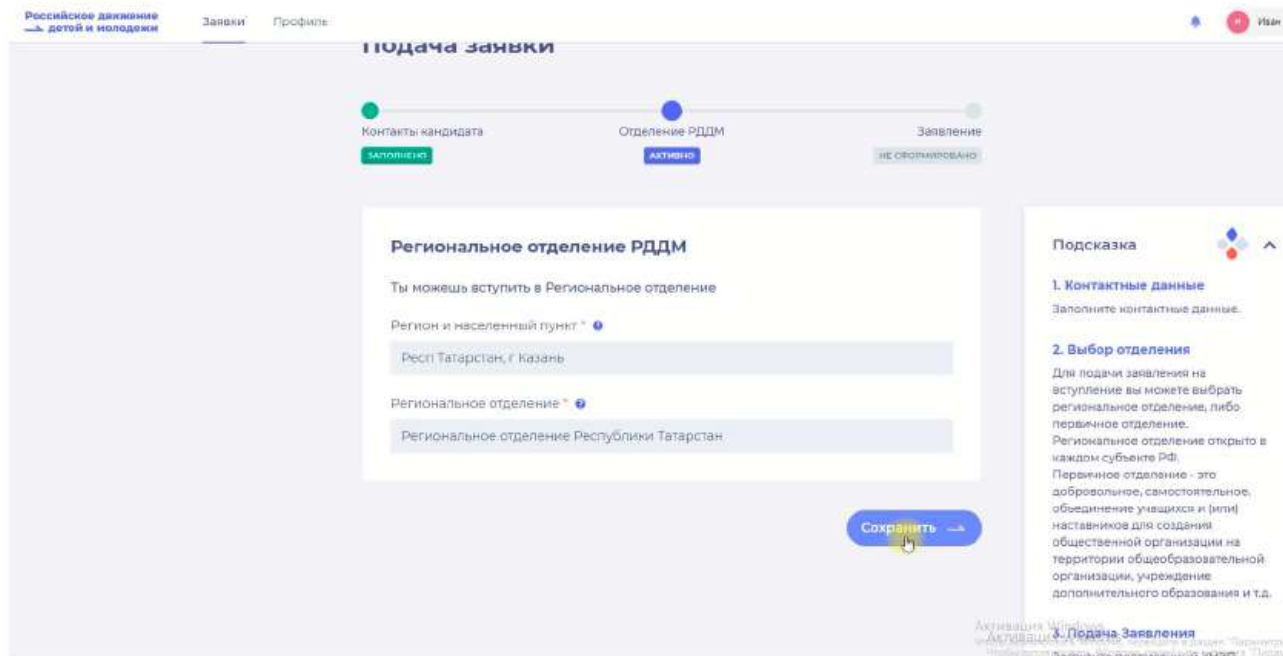 Российское движение
детей и молодежи
Заявки
Профиль
Иван
Подача заявки
Контакты кандидата
Отделение РДДМ
Заявление
ЗАПОЛНЕНО
АКТИВНО
НЕ СФОРМИРОВАНО
Региональное отделение РДДМ
Ты можешь вступить в Региональное отделение
Регион и населенный пункт *
Респ Татарстан, г Казань
Региональное отделение *
Региональное отделение Республики Татарстан
Сохранить
Подсказка
1. Контактные данные
Заполните контактные данные.
2. Выбор отделения
Для подачи заявления на
вступление вы можете выбрать
региональное отделение, либо
первичное отделение.
Региональное отделение открыто в
каждом субъекте РФ.
Первичное отделение - это
добровольное, самостоятельное,
объединение учащихся и (или)
наставников для создания
общественной организации на
территории общеобразовательной
организации, учреждение
дополнительного образования и т.д.
Активация Windows
3. Подача Заявления